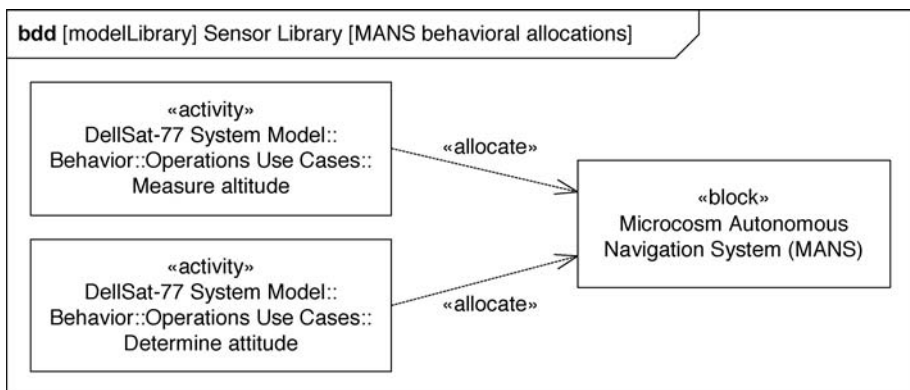 bdd [modelLibrary] Sensor Library [MANS behavioral allocations]
«activity»
DellSat-77 System Model::
Behavior::Operations Use Cases::
Measure altitude
«allocate»
«block»
Microcosm Autonomous
Navigation System (MANS)
«activity»
DellSat-77 System Model::
Behavior::Operations Use Cases::
Determine attitude
«allocate»